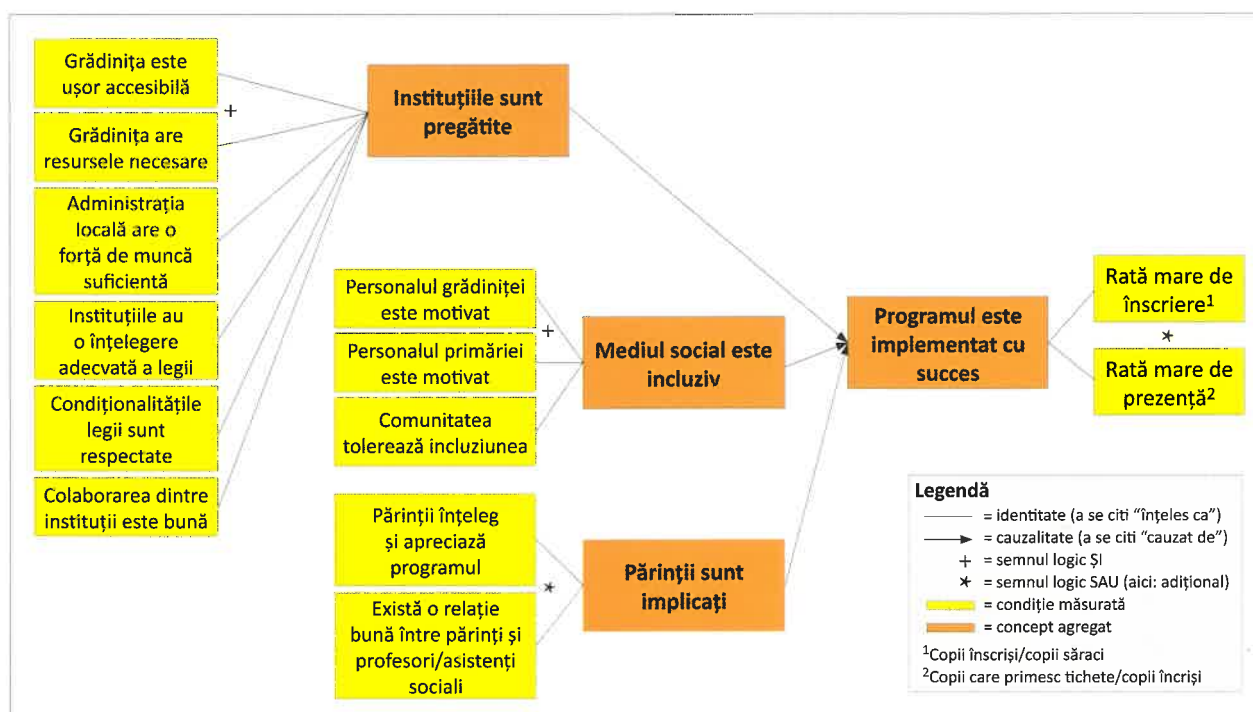 Grădinița este
ușor accesibilă
+
Grădinița are
resursele necesare
Administrația
locală are o
forță de muncă
suficientă
Instituțiile au
o înțelegere
adecvată a legii
Condiționalitățile
legii sunt
respectate
Colaborarea dintre
instituții este bună
Instituțiile sunt
pregătite
Personalul grădiniței
este motivat
+
Personalul primăriei
este motivat
Comunitatea
tolerează incluziunea
Mediul social este
incluziv
Părinții înțeleg
și apreciază
programul
*
Există o relație
bună între părinți și
profesori/asistenți
sociali
Părinții sunt
implicați
Programul este
implementat cu
succes
Rată mare de
înscriere¹
*
Rată mare de
prezență²
Legendă
= identitate (a se citi "înțeles ca")
= cauzalitate (a se citi "cauzat de")
+ = semnul logic ȘI
* = semnul logic SAU (aici: adițional)
= condiție măsurată
= concept agregat
¹Copii înscriși/copii săraci
²Copii care primesc tichete/copii încriși